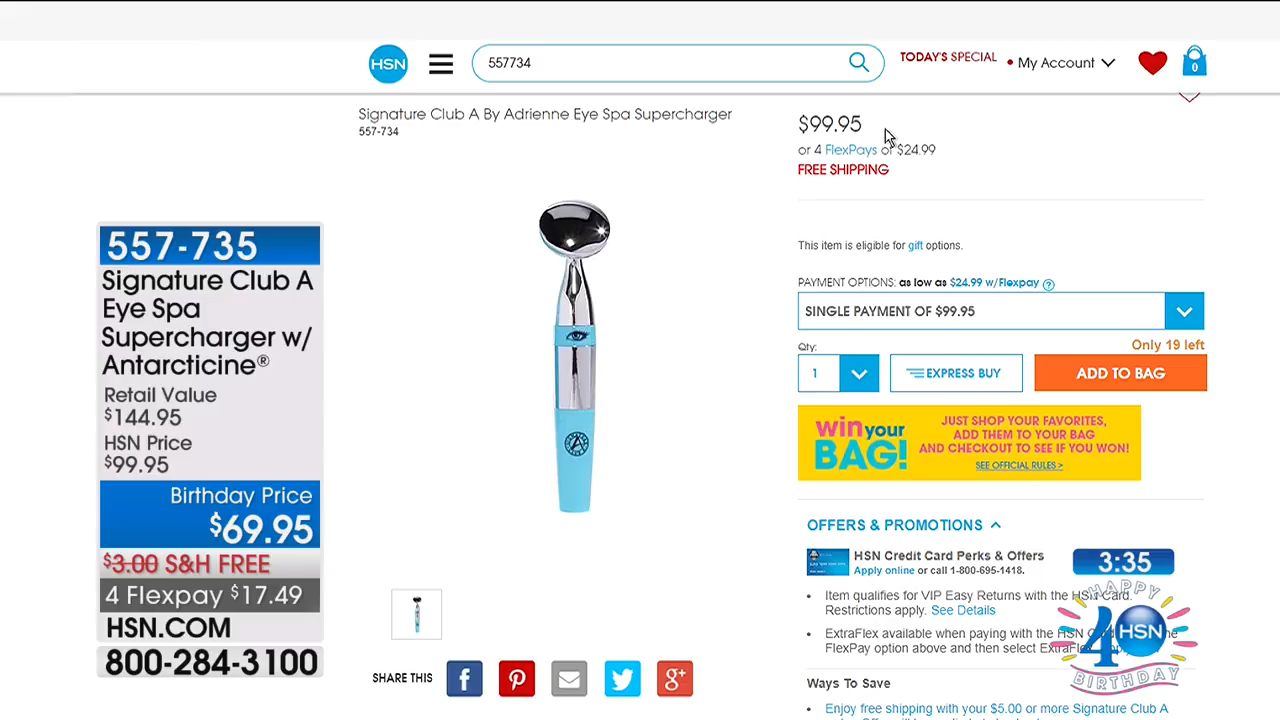 HSN
557734
TODAY'S SPECIAL
My Account
0
Signature Club A By Adrienne Eye Spa Supercharger
557-734
$99.95
or 4 FlexPays of $24.99
FREE SHIPPING
This item is eligible for gift options.
PAYMENT OPTIONS: as low as $24.99 w/Flexpay ?
SINGLE PAYMENT OF $99.95
Qty:
Only 19 left
1
EXPRESS BUY
ADD TO BAG
win your
BAG!
JUST SHOP YOUR FAVORITES,
ADD THEM TO YOUR BAG
AND CHECKOUT TO SEE IF YOU WON!
SEE OFFICIAL RULES >
OFFERS & PROMOTIONS
HSN Credit Card Perks & Offers
Apply online or call 1-800-695-1418.
Item qualifies for VIP Easy Returns with the HSN Card.
Restrictions apply. See Details
ExtraFlex available when paying with the HSN
FlexPay option above and then select ExtraFlex
Ways To Save
Enjoy free shipping with your $5.00 or more Signature Club A
SHARE THIS
557-735
Signature Club A
Eye Spa
Supercharger w/
Antarcticine®
Retail Value
$144.95
HSN Price
$99.95
Birthday Price
$69.95
$3.00 S&H FREE
4 Flexpay $17.49
HSN.COM
800-284-3100
3:35
HAPPY
40 HSN
BIRTHDAY